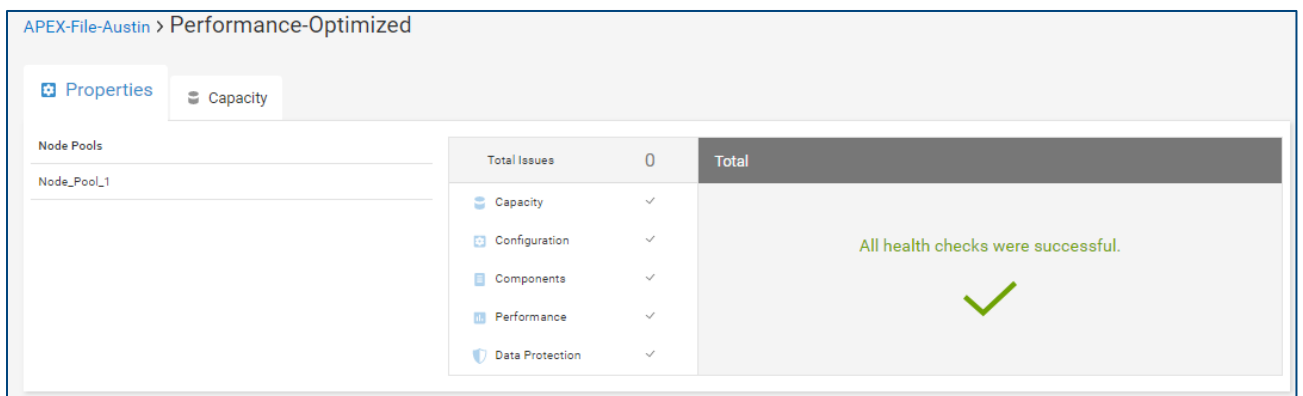 APEX-File-Austin > Performance-Optimized
Properties
Capacity
Node Pools
Node_Pool_1
Total Issues 0
Capacity
Configuration
Components
Performance
Data Protection
Total
All health checks were successful.